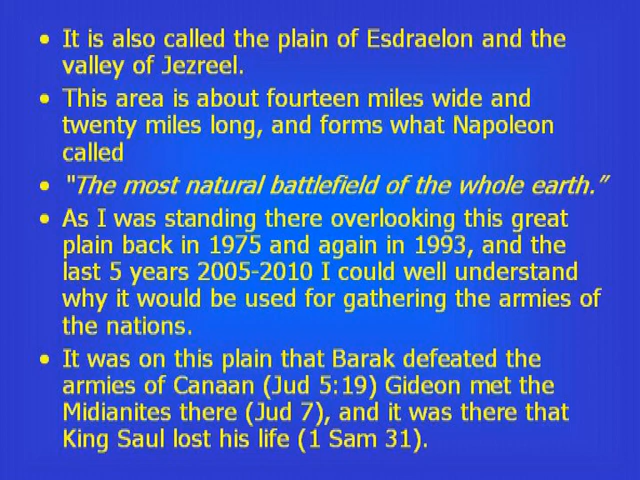 • It is also called the plain of Esdraelon and the
valley of Jezreel.
• This area is about fourteen miles wide and
twenty miles long, and forms what Napoleon
called
• "The most natural battlefield of the whole earth.”
• As I was standing there overlooking this great
plain back in 1975 and again in 1993, and the
last 5 years 2005-2010 I could well understand
why it would be used for gathering the armies of
the nations.
• It was on this plain that Barak defeated the
armies of Canaan (Jud 5:19) Gideon met the
Midianites there (Jud 7), and it was there that
King Saul lost his life (1 Sam 31).